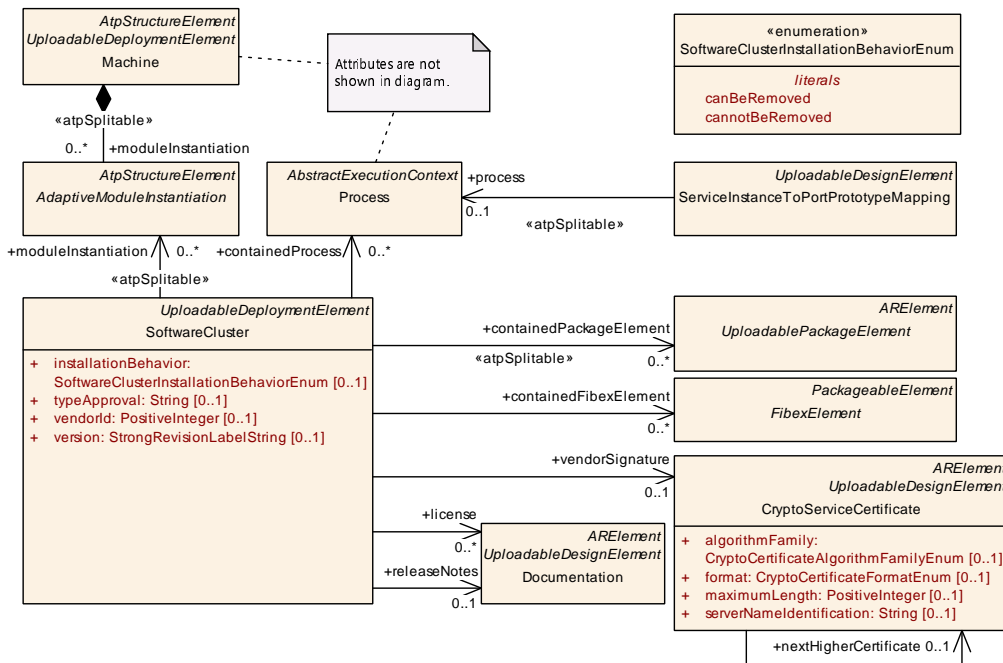 AtpStructureElement
UploadableDeploymentElement
Machine
Attributes are not
shown in diagram.
«enumeration»
SoftwareClusterInstallationBehaviorEnum
literals
canBeRemoved
cannotBeRemoved
«atpSplitable»
0..*
+moduleInstantiation
AtpStructureElement
AdaptiveModuleInstantiation
AbstractExecutionContext
Process
+process
0..1
«atpSplitable»
UploadableDesignElement
ServiceInstanceToPortPrototypeMapping
+moduleInstantiation
0..*
«atpSplitable»
+containedProcess
0..*
UploadableDeploymentElement
SoftwareCluster
+ installationBehavior:
SoftwareClusterInstallationBehaviorEnum [0..1]
+ typeApproval: String [0..1]
+ vendorId: PositiveInteger [0..1]
+ version: StrongRevisionLabelString [0..1]
+containedPackageElement
«atpSplitable»
0..*
ARElement
UploadablePackageElement
+containedFibexElement
0..*
PackageableElement
FibexElement
+vendorSignature
0..1
ARElement
UploadableDesignElement
CryptoServiceCertificate
+ algorithmFamily:
CryptoCertificateAlgorithmFamilyEnum [0..1]
+ format: CryptoCertificateFormatEnum [0..1]
+ maximumLength: PositiveInteger [0..1]
+ serverNameIdentification: String [0..1]
+license
0..*
+releaseNotes
0..1
ARElement
UploadableDesignElement
Documentation
+nextHigherCertificate 0..1